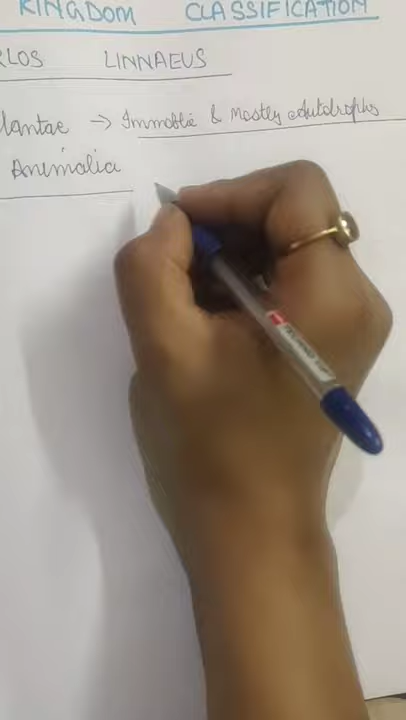 KINGDOM CLASSIFICATION
RLOS LINNAEUS
lantae → Immobile & Mostly Autotrophs
Animalia